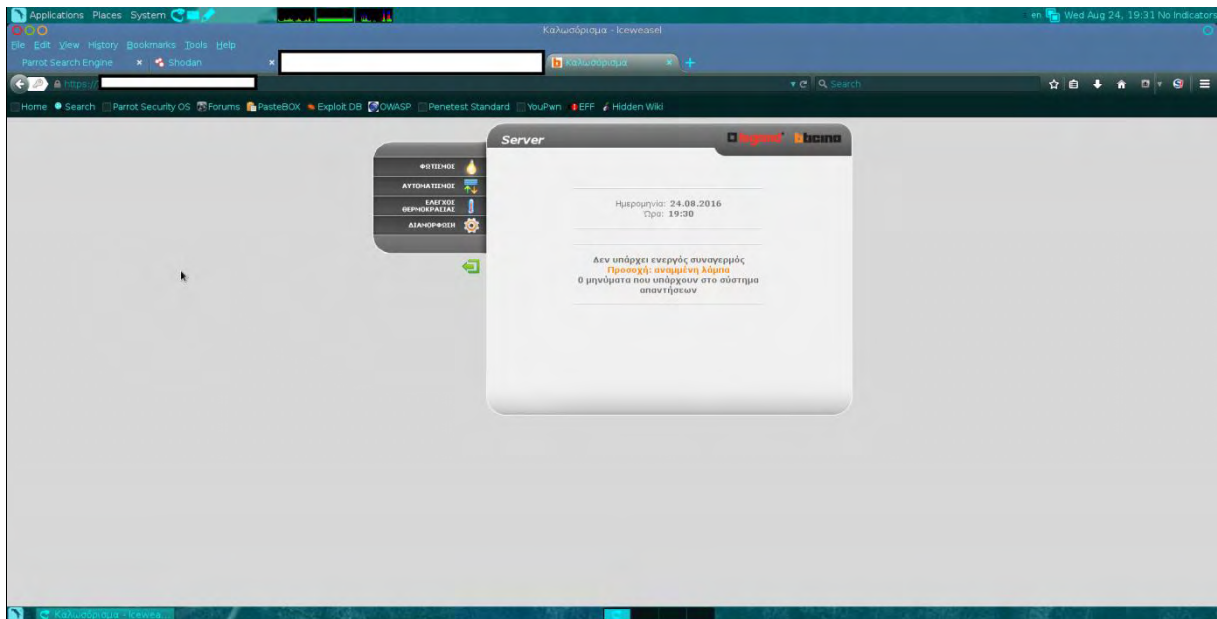 Applications Places System
en
Wed Aug 24, 19:31 No Indicators
Καλωσόρισμα - Iceweasel
File Edit View History Bookmarks Tools Help
Parrot Search Engine
Shodan
Καλωσόρισμα
https://
Search
Home Search Parrot Security OS Forums PasteBOX Exploit DB OWASP Penetest Standard YouPwn EFF Hidden Wiki
Server
legrand bticino
ΦΩΤΙΣΜΟΣ
ΑΥΤΟΜΑΤΙΣΜΟΣ
ΕΛΕΓΧΟΣ
ΘΕΡΜΟΚΡΑΣΙΑΣ
ΔΙΑΜΟΡΦΩΣΗ
Ημερομηνία: 24.08.2016
Ώρα: 19:30
Δεν υπάρχει ενεργός συναγερμός
Προσοχή: αναμμένη λάμπα
0 μηνύματα που υπάρχουν στο σύστημα
απαντήσεων
Καλωσόρισμα - Icewea...